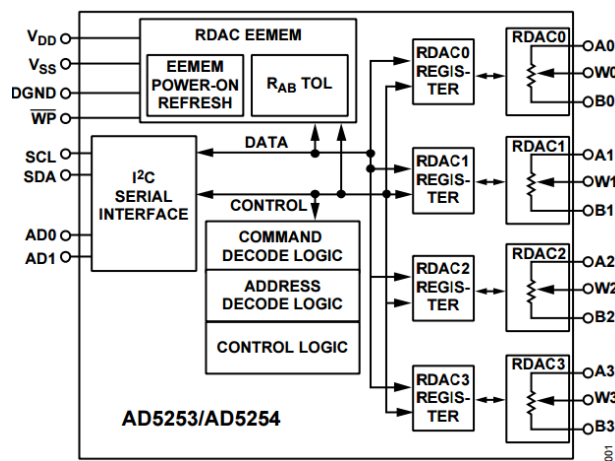 VDD
VSS
DGND
WP
SCL
SDA
AD0
AD1
RDAC EEMEM
EEMEM
POWER-ON
REFRESH
RAB TOL
DATA
I2C
SERIAL
INTERFACE
CONTROL
COMMAND
DECODE LOGIC
ADDRESS
DECODE LOGIC
CONTROL LOGIC
AD5253/AD5254
RDAC0
REGIS-
TER
RDAC0
A0
W0
B0
RDAC1
REGIS-
TER
RDAC1
A1
W1
B1
RDAC2
REGIS-
TER
RDAC2
A2
W2
B2
RDAC3
REGIS-
TER
RDAC3
A3
W3
B3
001